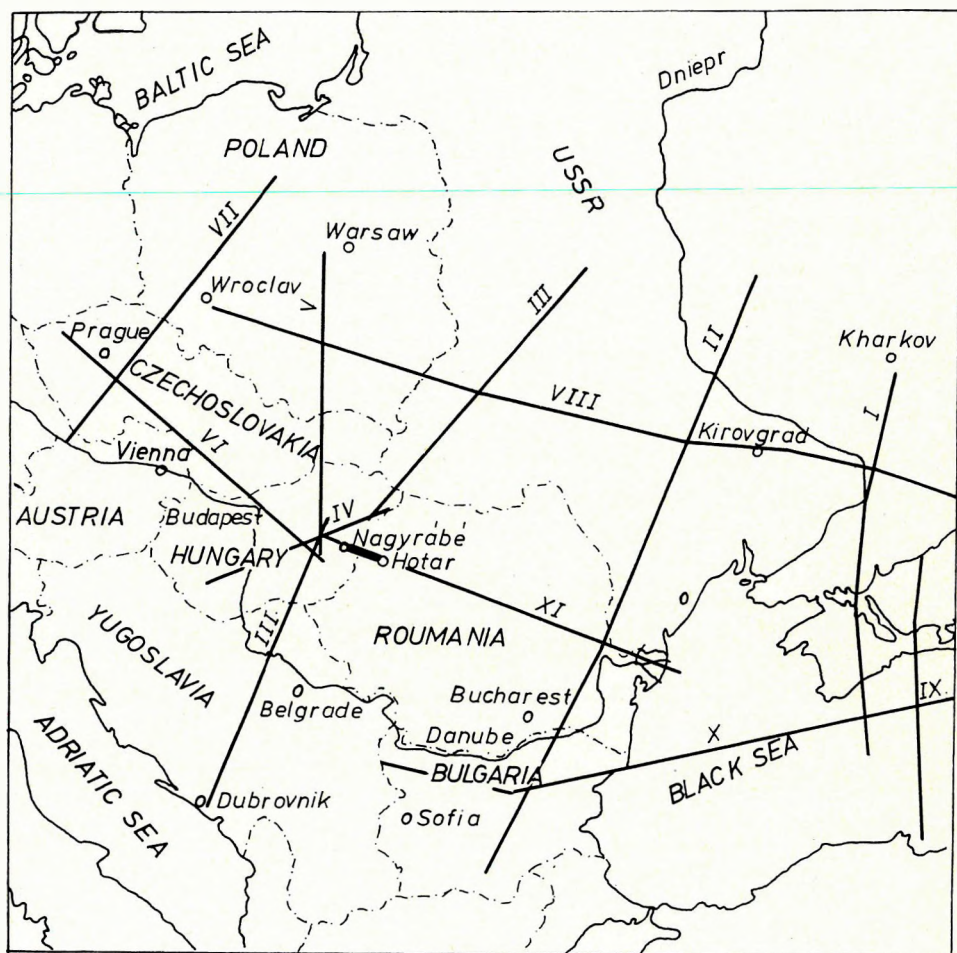 BALTIC SEA
Dniepr
POLAND
USSR
VII
Warsaw
Wroclav
V
III
II
Prague
Kharkov
CZECHOSLOVAKIA
VIII
I
VI
Vienna
Kirovgrad
AUSTRIA
Budapest
IV
Nagyrábé
HUNGARY
Hotar
XI
YUGOSLAVIA
III
ROUMANIA
Belgrade
Bucharest
IX
X
Danube
BLACK SEA
BULGARIA
ADRIATIC SEA
Dubrovnik
Sofia